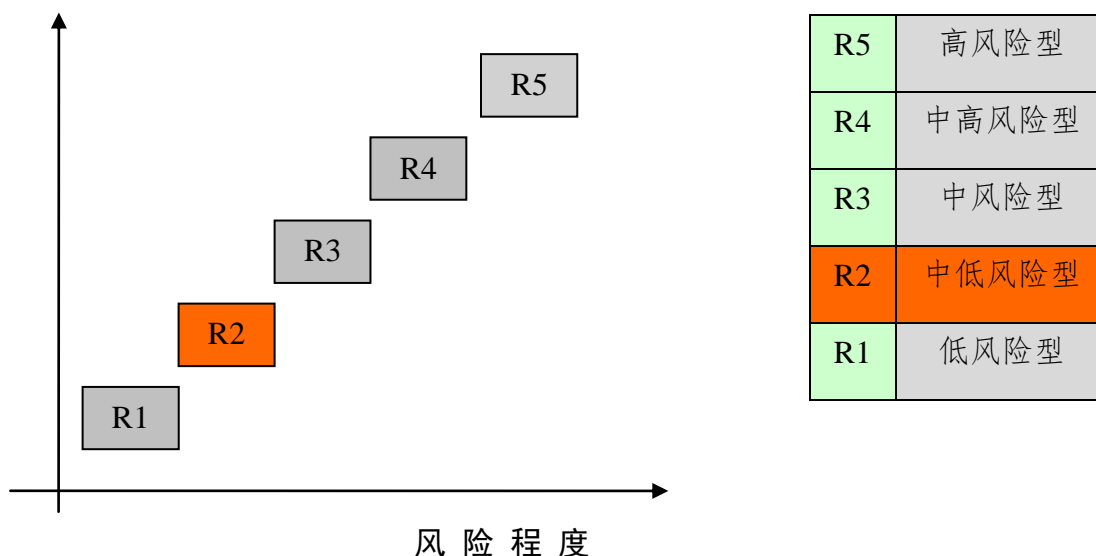 R5
R4
R3
R2
R1
风险程度
R5 高风险型
R4 中高风险型
R3 中风险型
R2 中低风险型
R1 低风险型